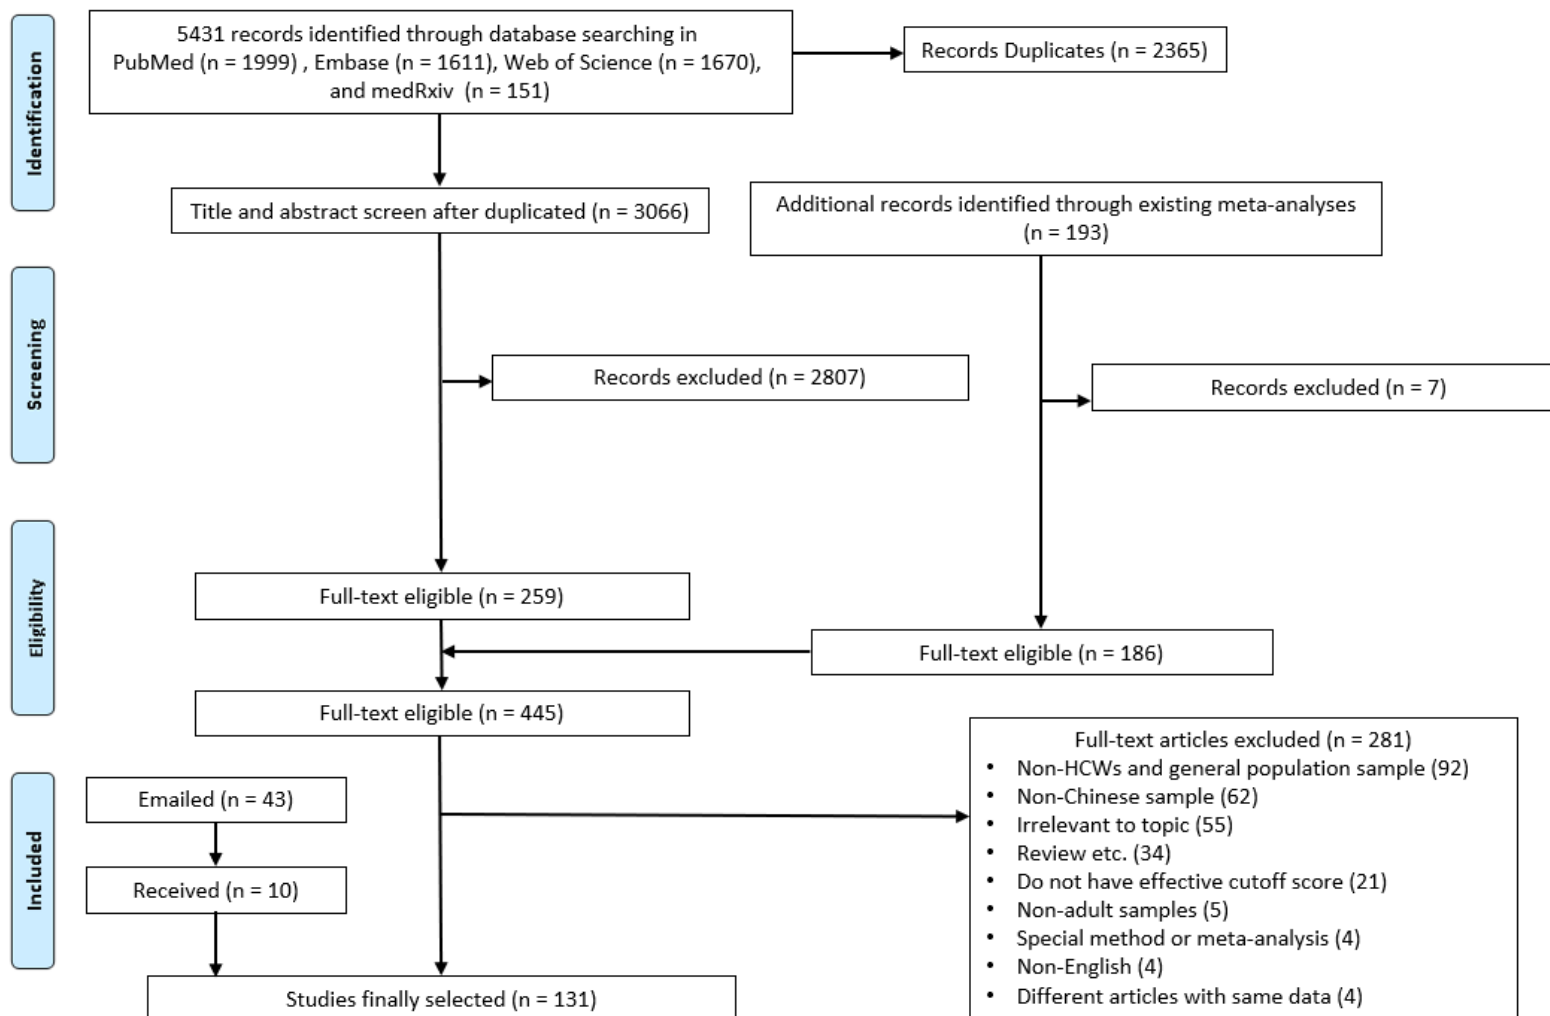 Identification
5431 records identified through database searching in
PubMed (n = 1999) , Embase (n = 1611), Web of Science (n = 1670),
and medRxiv (n = 151)
Records Duplicates (n = 2365)
Title and abstract screen after duplicated (n = 3066)
Additional records identified through existing meta-analyses
(n = 193)
Screening
Records excluded (n = 2807)
Records excluded (n = 7)
Eligibility
Full-text eligible (n = 259)
Full-text eligible (n = 186)
Full-text eligible (n = 445)
Included
Emailed (n = 43)
Received (n = 10)
Full-text articles excluded (n = 281)
• Non-HCWs and general population sample (92)
• Non-Chinese sample (62)
• Irrelevant to topic (55)
• Review etc. (34)
• Do not have effective cutoff score (21)
• Non-adult samples (5)
• Special method or meta-analysis (4)
• Non-English (4)
• Different articles with same data (4)
Studies finally selected (n = 131)